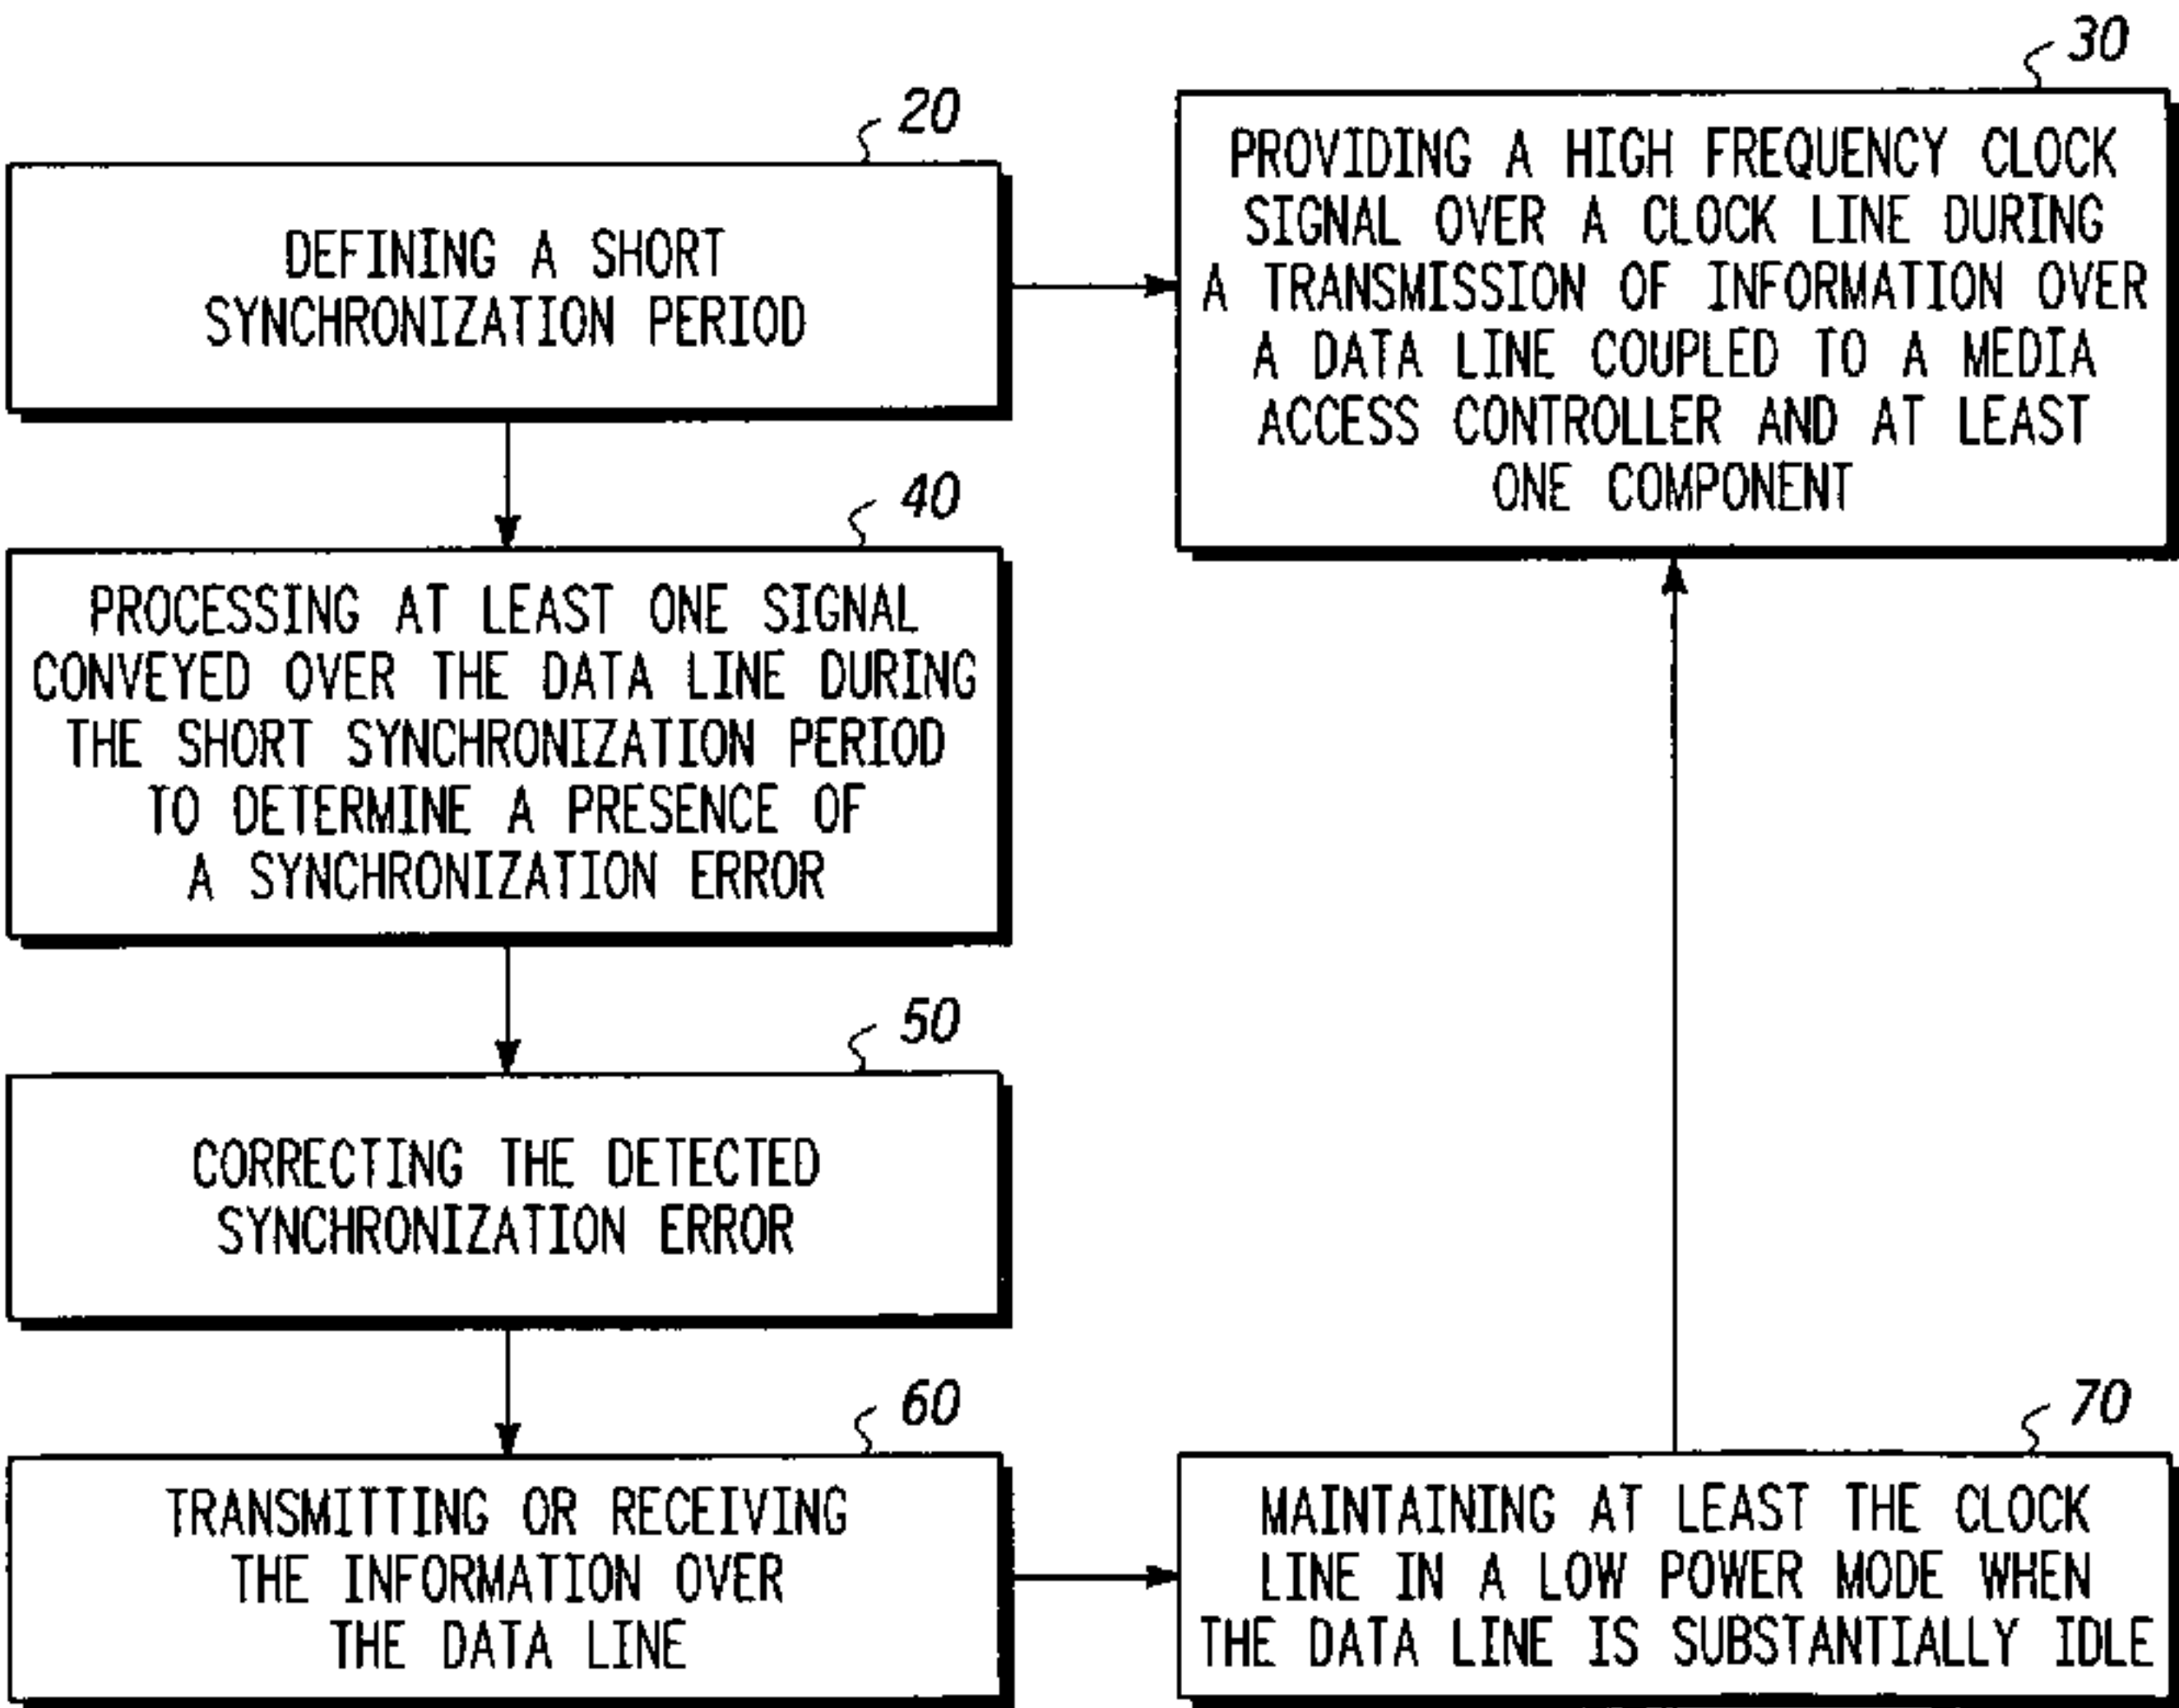 20
DEFINING A SHORT
SYNCHRONIZATION PERIOD
30
PROVIDING A HIGH FREQUENCY CLOCK
SIGNAL OVER A CLOCK LINE DURING
A TRANSMISSION OF INFORMATION OVER
A DATA LINE COUPLED TO A MEDIA
ACCESS CONTROLLER AND AT LEAST
ONE COMPONENT
40
PROCESSING AT LEAST ONE SIGNAL
CONVEYED OVER THE DATA LINE DURING
THE SHORT SYNCHRONIZATION PERIOD
TO DETERMINE A PRESENCE OF
A SYNCHRONIZATION ERROR
50
CORRECTING THE DETECTED
SYNCHRONIZATION ERROR
60
TRANSMITTING OR RECEIVING
THE INFORMATION OVER
THE DATA LINE
70
MAINTAINING AT LEAST THE CLOCK
LINE IN A LOW POWER MODE WHEN
THE DATA LINE IS SUBSTANTIALLY IDLE